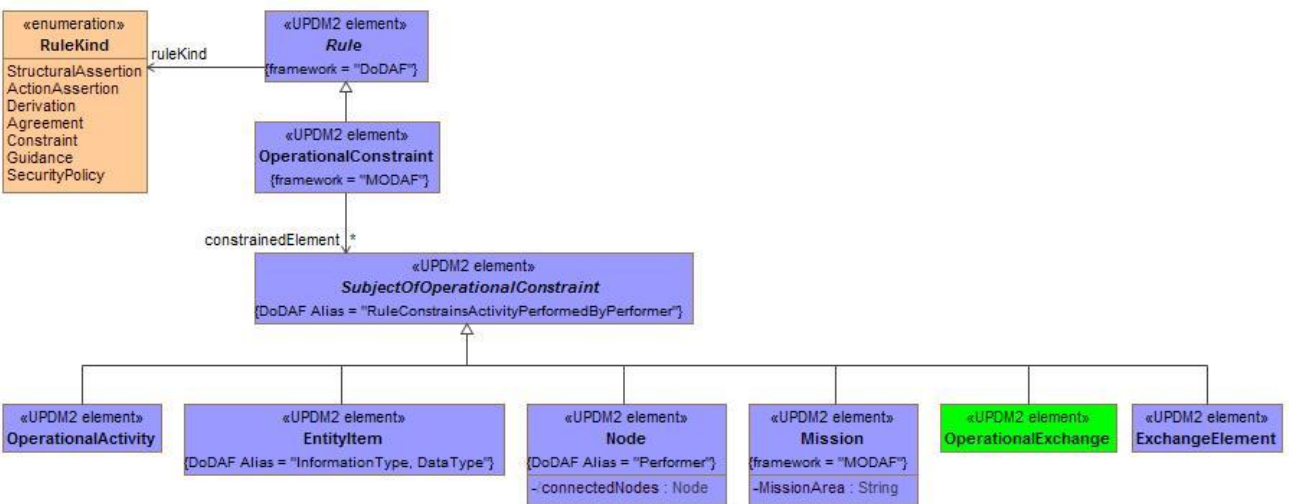 «enumeration»
RuleKind
StructuralAssertion
ActionAssertion
Derivation
Agreement
Constraint
Guidance
SecurityPolicy
ruleKind
«UPDM2 element»
Rule
{framework = "DoDAF"}
«UPDM2 element»
OperationalConstraint
{framework = "MODAF"}
constrainedElement *
«UPDM2 element»
SubjectOfOperationalConstraint
{DoDAF Alias = "RuleConstrainsActivityPerformedByPerformer"}
«UPDM2 element»
OperationalActivity
«UPDM2 element»
EntityItem
{DoDAF Alias = "InformationType, DataType"}
«UPDM2 element»
Node
{DoDAF Alias = "Performer"}
-/connectedNodes : Node
«UPDM2 element»
Mission
{framework = "MODAF"}
-MissionArea : String
«UPDM2 element»
OperationalExchange
«UPDM2 element»
ExchangeElement